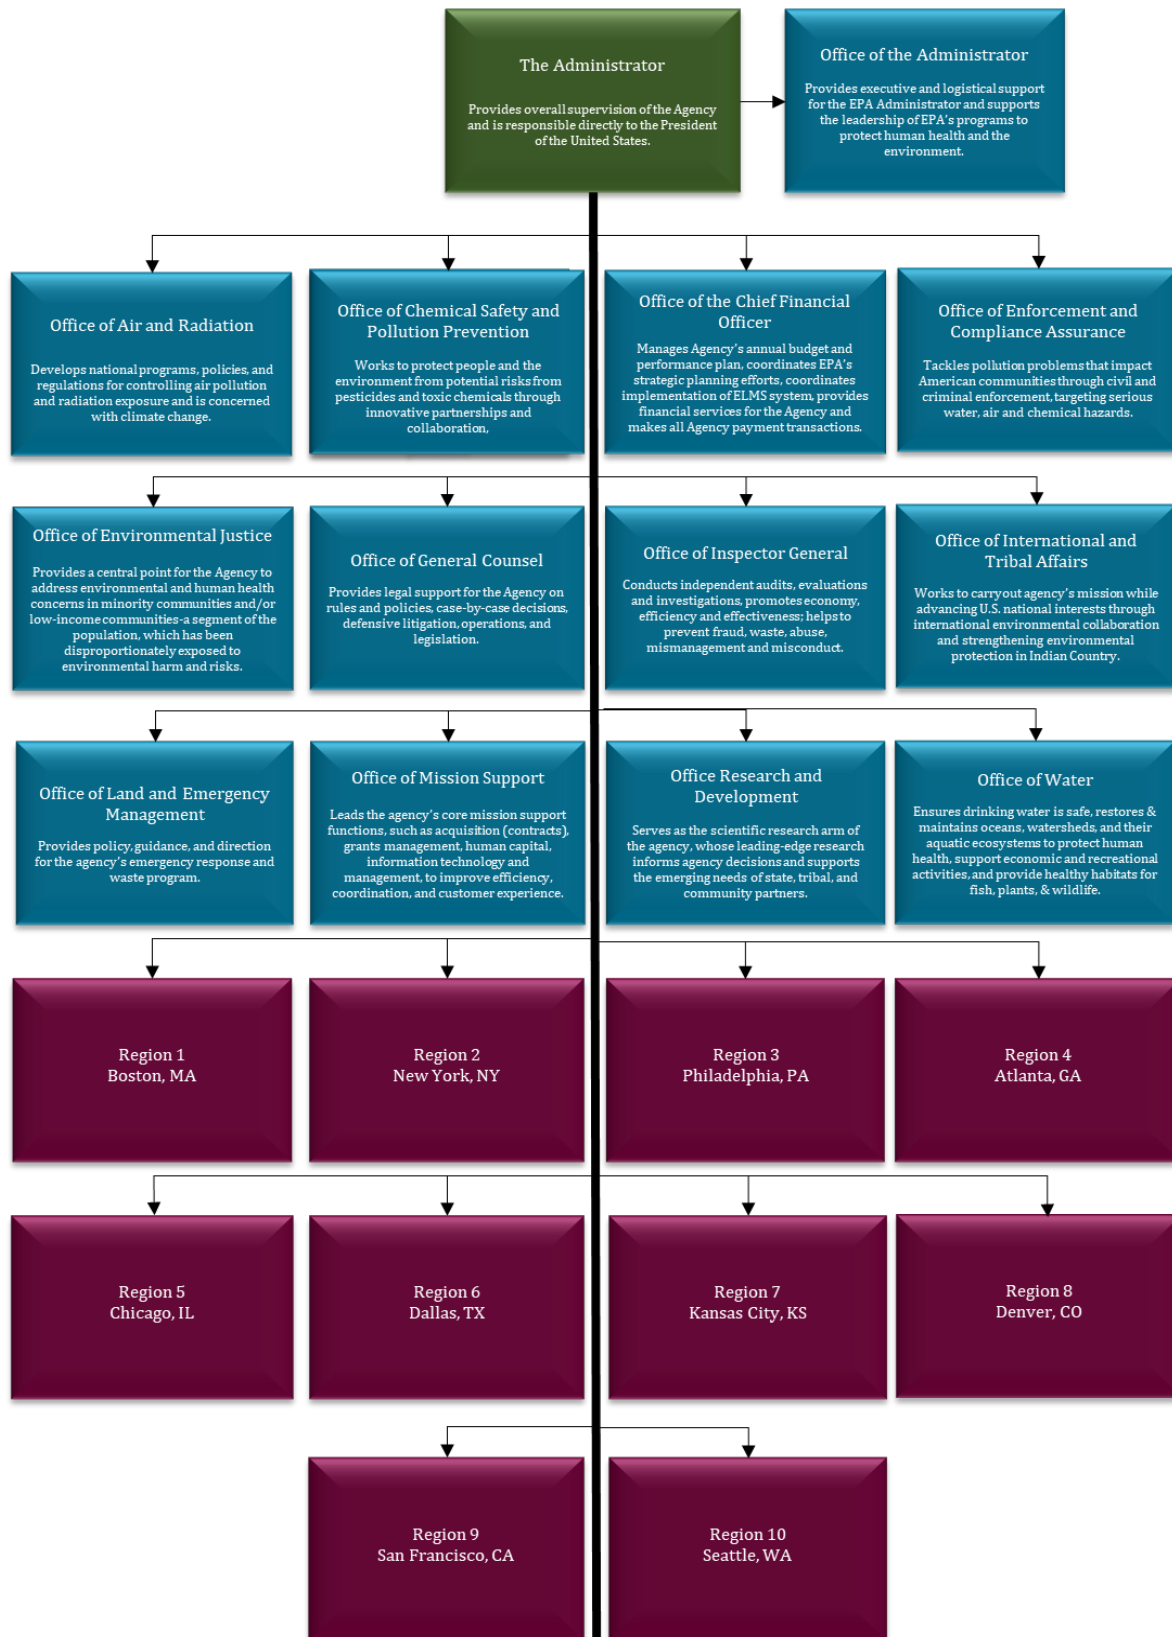 The Administrator
Provides overall supervision of the Agency
and is responsible directly to the President
of the United States.
Office of the Administrator
Provides executive and logistical support
for the EPA Administrator and supports
the leadership of EPA's programs to
protect human health and the
environment.
Office of Air and Radiation
Develops national programs, policies, and
regulations for controlling air pollution
and radiation exposure and is concerned
with climate change.
Office of Chemical Safety and
Pollution Prevention
Works to protect people and the
environment from potential risks from
pesticides and toxic chemicals through
innovative partnerships and
collaboration,
Office of the Chief Financial
Officer
Manages Agency's annual budget and
performance plan, coordinates EPA's
strategic planning efforts, coordinates
implementation of ELMS system, provides
financial services for the Agency and
makes all Agency payment transactions.
Office of Enforcement and
Compliance Assurance
Tackles pollution problems that impact
American communities through civil and
criminal enforcement, targeting serious
water, air and chemical hazards.
Office of Environmental Justice
Provides a central point for the Agency to
address environmental and human health
concerns in minority communities and/or
low-income communities-a segment of the
population, which has been
disproportionately exposed to
environmental harm and risks.
Office of General Counsel
Provides legal support for the Agency on
rules and policies, case-by-case decisions,
defensive litigation, operations, and
legislation.
Office of Inspector General
Conducts independent audits, evaluations
and investigations, promotes economy,
efficiency and effectiveness; helps to
prevent fraud, waste, abuse,
mismanagement and misconduct.
Office of International and
Tribal Affairs
Works to carryout agency's mission while
advancing U.S. national interests through
international environmental collaboration
and strengthening environmental
protection in Indian Country.
Office of Land and Emergency
Management
Provides policy, guidance, and direction
for the agency's emergency response and
waste program.
Office of Mission Support
Leads the agency's core mission support
functions, such as acquisition (contracts),
grants management, human capital,
information technology and
management, to improve efficiency,
coordination, and customer experience.
Office Research and
Development
Serves as the scientific research arm of
the agency, whose leading-edge research
informs agency decisions and supports
the emerging needs of state, tribal, and
community partners.
Office of Water
Ensures drinking water is safe, restores &
maintains oceans, watersheds, and their
aquatic ecosystems to protect human
health, support economic and recreational
activities, and provide healthy habitats for
fish, plants, & wildlife.
Region 1
Boston, MA
Region 2
New York, NY
Region 3
Philadelphia, PA
Region 4
Atlanta, GA
Region 5
Chicago, IL
Region 6
Dallas, TX
Region 7
Kansas City, KS
Region 8
Denver, CO
Region 9
San Francisco, CA
Region 10
Seattle, WA